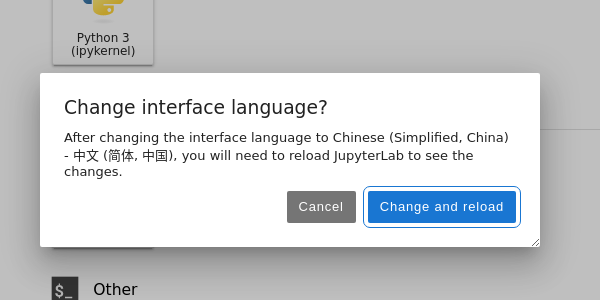 Python 3
(ipykernel)
Change interface language?
After changing the interface language to Chinese (Simplified, China)
- 中文 (简体, 中国), you will need to reload JupyterLab to see the
changes.
Cancel
Change and reload
$_
Other